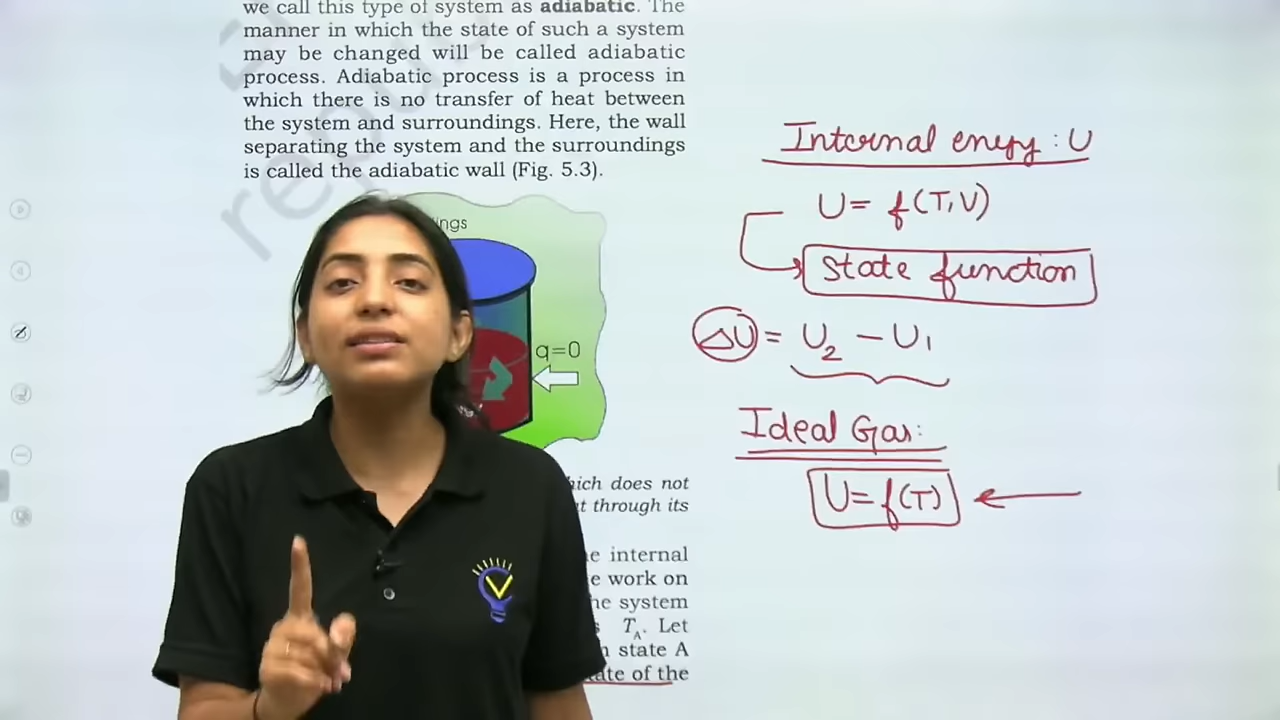 we call this type of system as adiabatic. The
manner in which the state of such a system
may be changed will be called adiabatic
process. Adiabatic process is a process in
which there is no transfer of heat between
the system and surroundings. Here, the wall
separating the system and the surroundings
is called the adiabatic wall (Fig. 5.3).
ings
q=0
hich does not
t through its
e internal
e work on
he system
TA. Let
state A
ate of the
Internal enegy : U
U = f(T,V)
State function
ΔU = U2 - U1
Ideal Gas:
U = f(T)
V